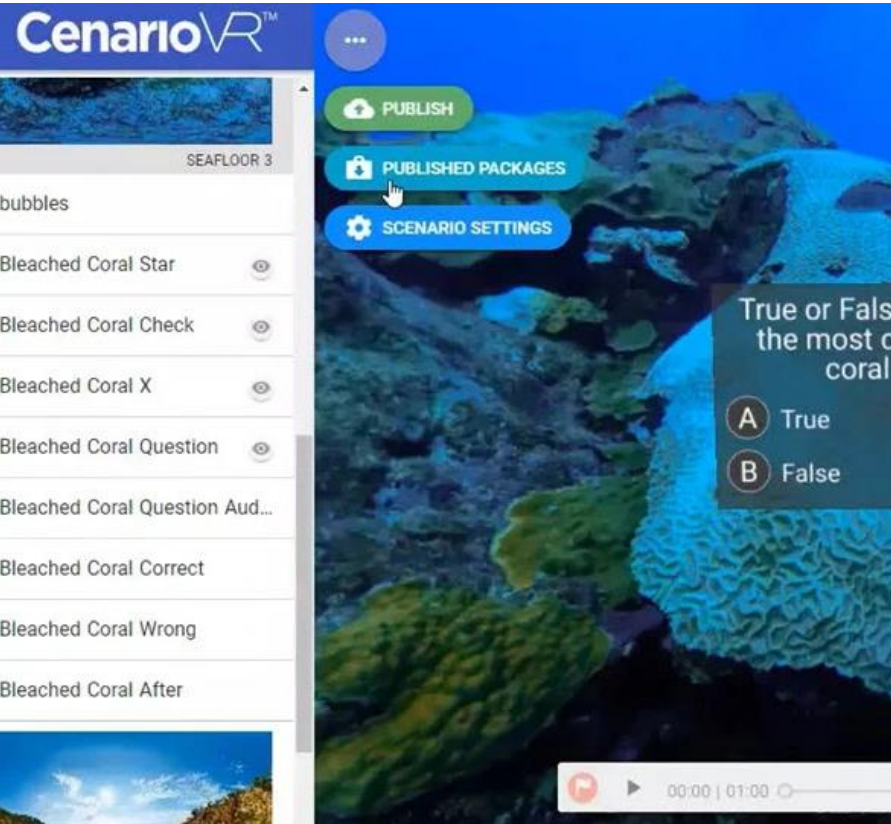 CenarioVR™
SEAFLOOR 3
bubbles
Bleached Coral Star
Bleached Coral Check
Bleached Coral X
Bleached Coral Question
Bleached Coral Question Aud...
Bleached Coral Correct
Bleached Coral Wrong
Bleached Coral After
...
PUBLISH
PUBLISHED PACKAGES
SCENARIO SETTINGS
True or Fals
the most
coral
A True
B False
00:00 | 01:00